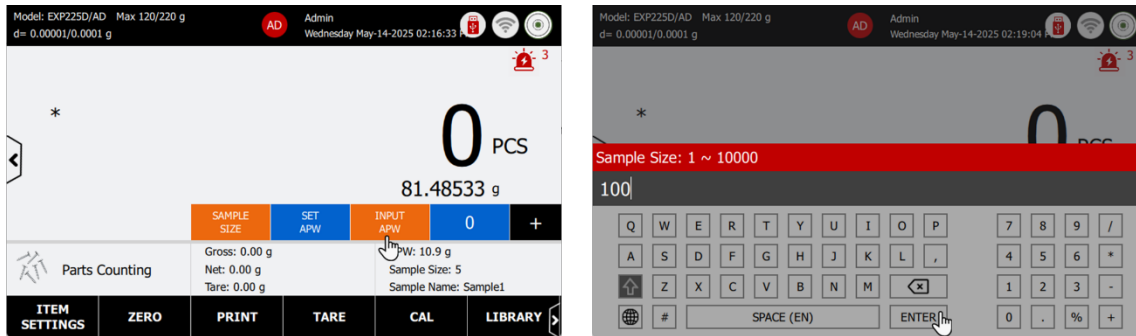 Model: EXP225D/AD Max 120/220 g
d= 0.00001/0.0001 g
AD
Admin
Wednesday May-14-2025 02:16:33 P
3
*
0 PCS
81.48533 g
SAMPLE SIZE
SET APW
INPUT APW
0
+
Parts Counting
Gross: 0.00 g
Net: 0.00 g
Tare: 0.00 g
PW: 10.9 g
Sample Size: 5
Sample Name: Sample1
ITEM SETTINGS
ZERO
PRINT
TARE
CAL
LIBRARY
Model: EXP225D/AD Max 120/220 g
d= 0.00001/0.0001 g
AD
Admin
Wednesday May-14-2025 02:19:04 P
3
*
0 PCS
Sample Size: 1 ~ 10000
100
Q W E R T Y U I O P 7 8 9 /
A S D F G H J K L , 4 5 6 *
Z X C V B N M 1 2 3 -
# SPACE (EN) ENTER 0 . % +